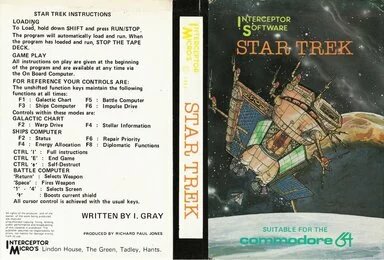 STAR TREK INSTRUCTIONS
LOADING
To Load, hold down SHIFT and press RUN/STOP.
The program will automatically load and run. When
the program has loaded and run, STOP THE TAPE
DECK.
GAME PLAY
All instructions on play are given at the beginning
of the program and are available at any time via
the On Board Computer.
FOR REFERENCE YOUR CONTROLS ARE:
The unshifted function keys maintain the following
functions at all times:
F1 : Galactic Chart F5 : Battle Computer
F3 : Ships Computer F6 : Impulse Drive
Controls within these modes are:
GALACTIC CHART
F2 : Warp Drive F4 : Stellar Information
SHIPS COMPUTER
F2 : Status F6 : Repair Priority
F4 : Energy Allocation F8 : Diplomatic Functions
CTRL 'I' : Full instructions
CTRL 'E' : End Game
CTRL 's' : Self-Destruct
BATTLE COMPUTER
'Return' : Selects Weapon
'Space' : Fires Weapon
'1' - '4' : Selects Screen
'↑' : Boosts current shield
All cursor control is achieved with the usual keys.
WRITTEN BY I. GRAY
Produced by RICHARD PAUL JONES
INTERCEPTOR
MICRO'S Lindon House, The Green, Tadley, Hants.
INTERCEPTOR
MICRO'S
STAR TREK
INTERCEPTOR
SOFTWARE
STAR TREK
SUITABLE FOR THE
commodore 64